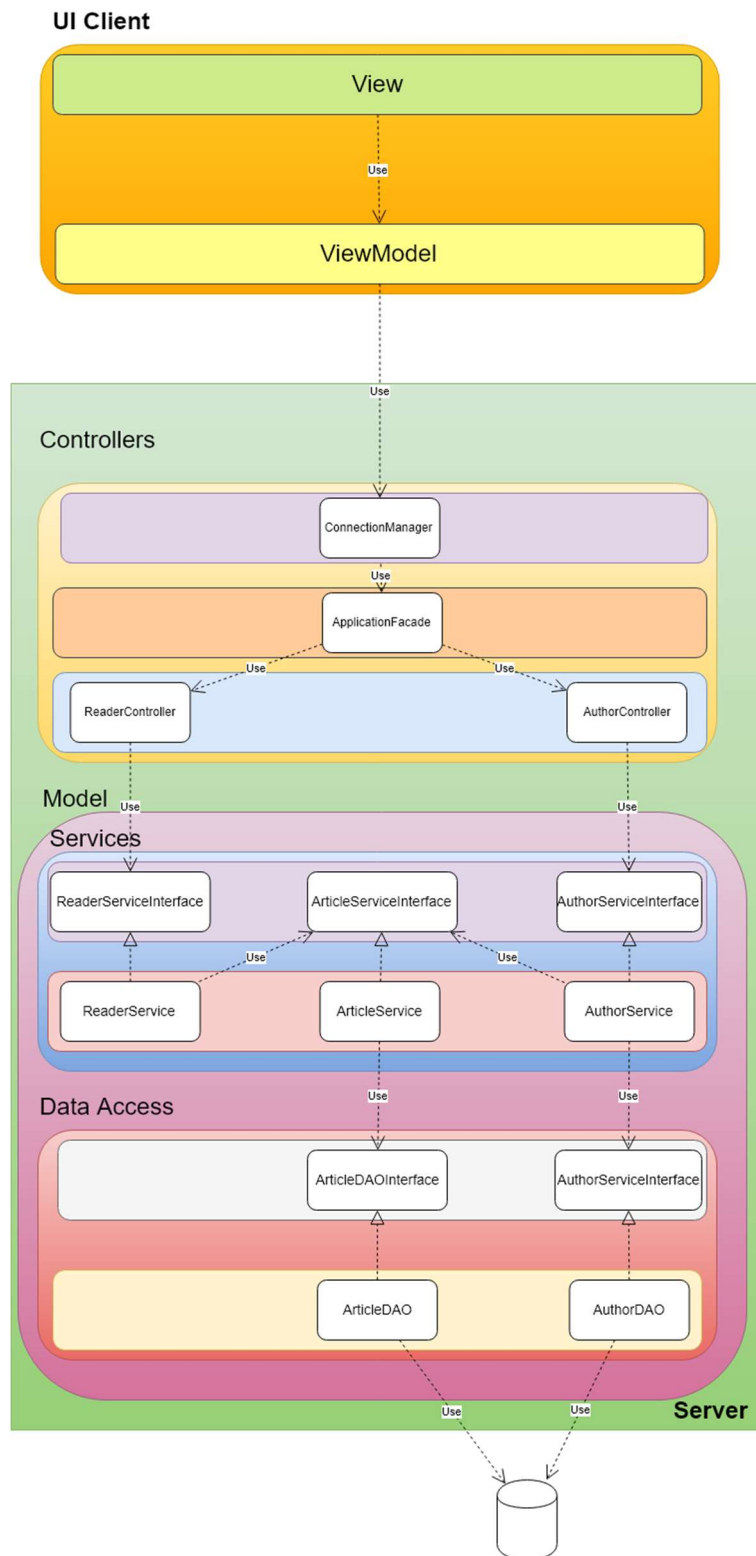 UI Client
View
Use
ViewModel
Use
Controllers
ConnectionManager
Use
ApplicationFacade
Use
Use
ReaderController
AuthorController
Model
Use
Use
Services
ReaderServiceInterface
ArticleServiceInterface
AuthorServiceInterface
Use
Use
ReaderService
ArticleService
AuthorService
Use
Use
Data Access
ArticleDAOInterface
AuthorServiceInterface
ArticleDAO
AuthorDAO
Use
Use
Server